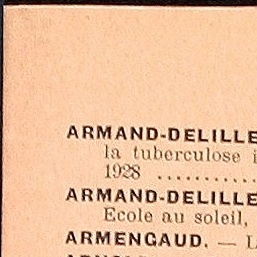 ARMAND-DELILLE
la tuberculose
1928 ............
ARMAND-DELILLE
Ecole au soleil,
ARMENGAUD. —